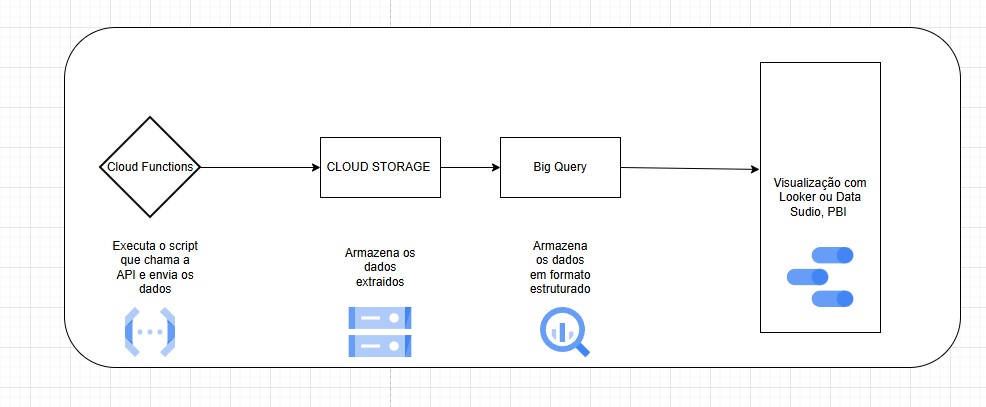 Cloud Functions
CLOUD STORAGE
Big Query
Visualização com
Looker ou Data
Sudio, PBI
Executa o script
que chama a
API e envia os
dados
Armazena os
dados
extraidos
Armazena
os dados
em formato
estruturado